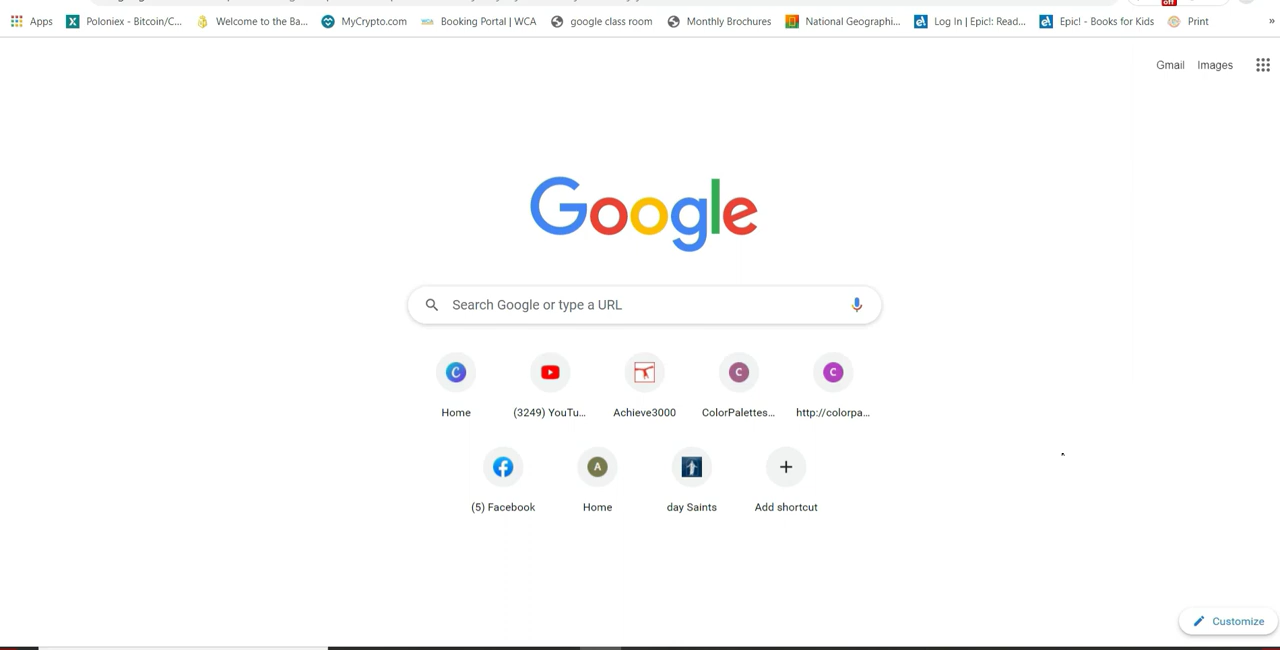 off
Apps Poloniex - Bitcoin/C... Welcome to the Ba... MyCrypto.com Booking Portal | WCA google class room Monthly Brochures National Geographi... Log In | Epic!: Read... Epic! - Books for Kids Print »
Gmail Images
Google
Search Google or type a URL
C C C
Home (3249) YouTu... Achieve3000 ColorPalettes... http://colorpa...
A
(5) Facebook Home day Saints Add shortcut
Customize